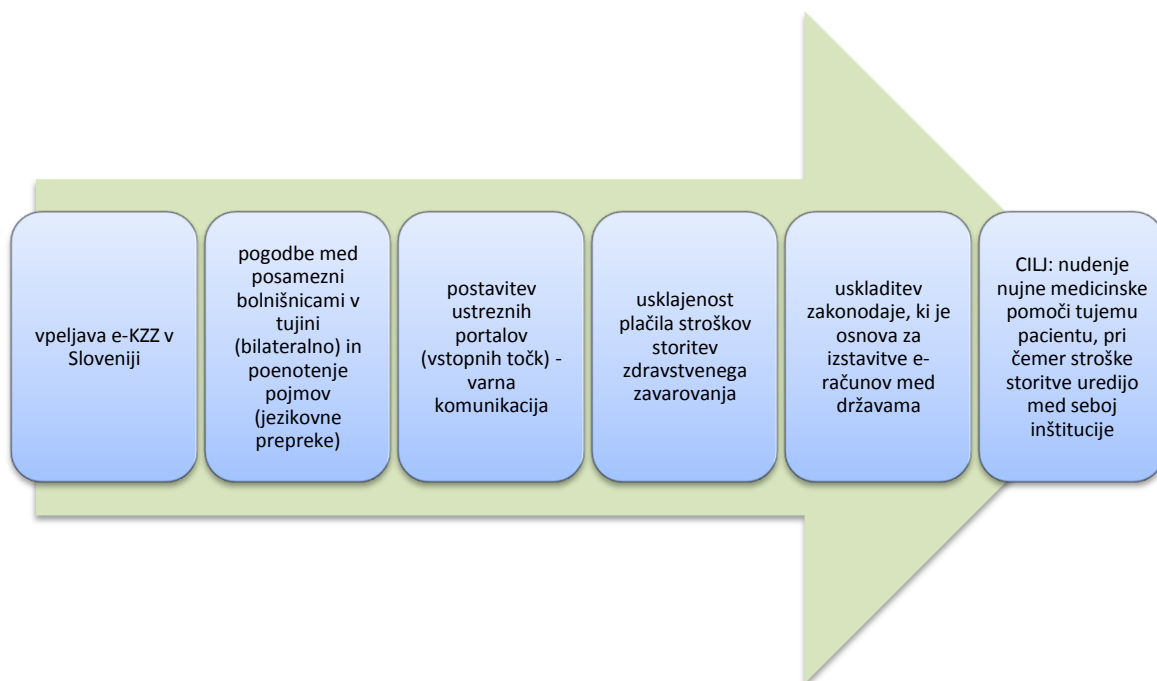 vpeljava e-KZZ v
Sloveniji
pogodbe med
posamezni
bolnišnicami v
tujini
(bilateralno) in
poenotenje
pojmov
(jezikovne
prepreke)
postavitev
ustreznih
portalov
(vstopnih točk) -
varna
komunikacija
usklajenost
plačila stroškov
storitev
zdravstvenega
zavarovanja
uskladitev
zakonodaje, ki je
osnova za
izstavitve e-
računov med
državama
CILJ: nudenje
nujne medicinske
pomoči tujemu
pacientu, pri
čemer stroške
storitve uredijo
med seboj
inštitucije